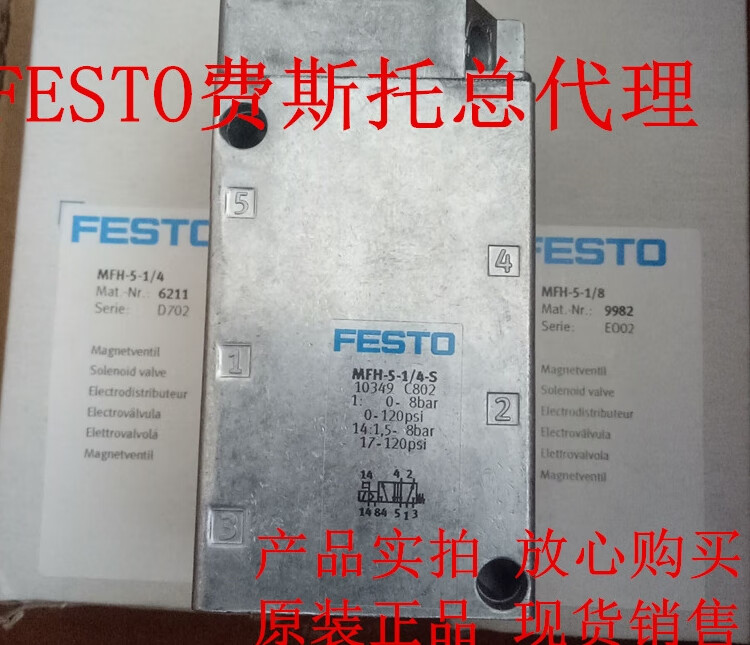 FESTO费斯托总代理
FESTO
MFH-5-1/4
Mat.-Nr.: 6211
Serie: D702
Magnetventil
Solenoid valve
Electrodistributeur
Electroválvula
Elettrovalvola
Magnetventil
5
4
1
2
3
FESTO
MFH-5-1/4-S
10349 C802
1: 0- 8bar
0-120psi
14:1,5- 8bar
17-120psi
14 4 2
14 84 5 1 3
FESTO
MFH-5-1/8
Mat.-Nr.: 9982
Serie: E002
Magnetventil
Solenoid valve
Electrodistributeur
Electroválvula
Elettrovalvola
Magnetventil
产品实拍 放心购买
原装正品 现货销售